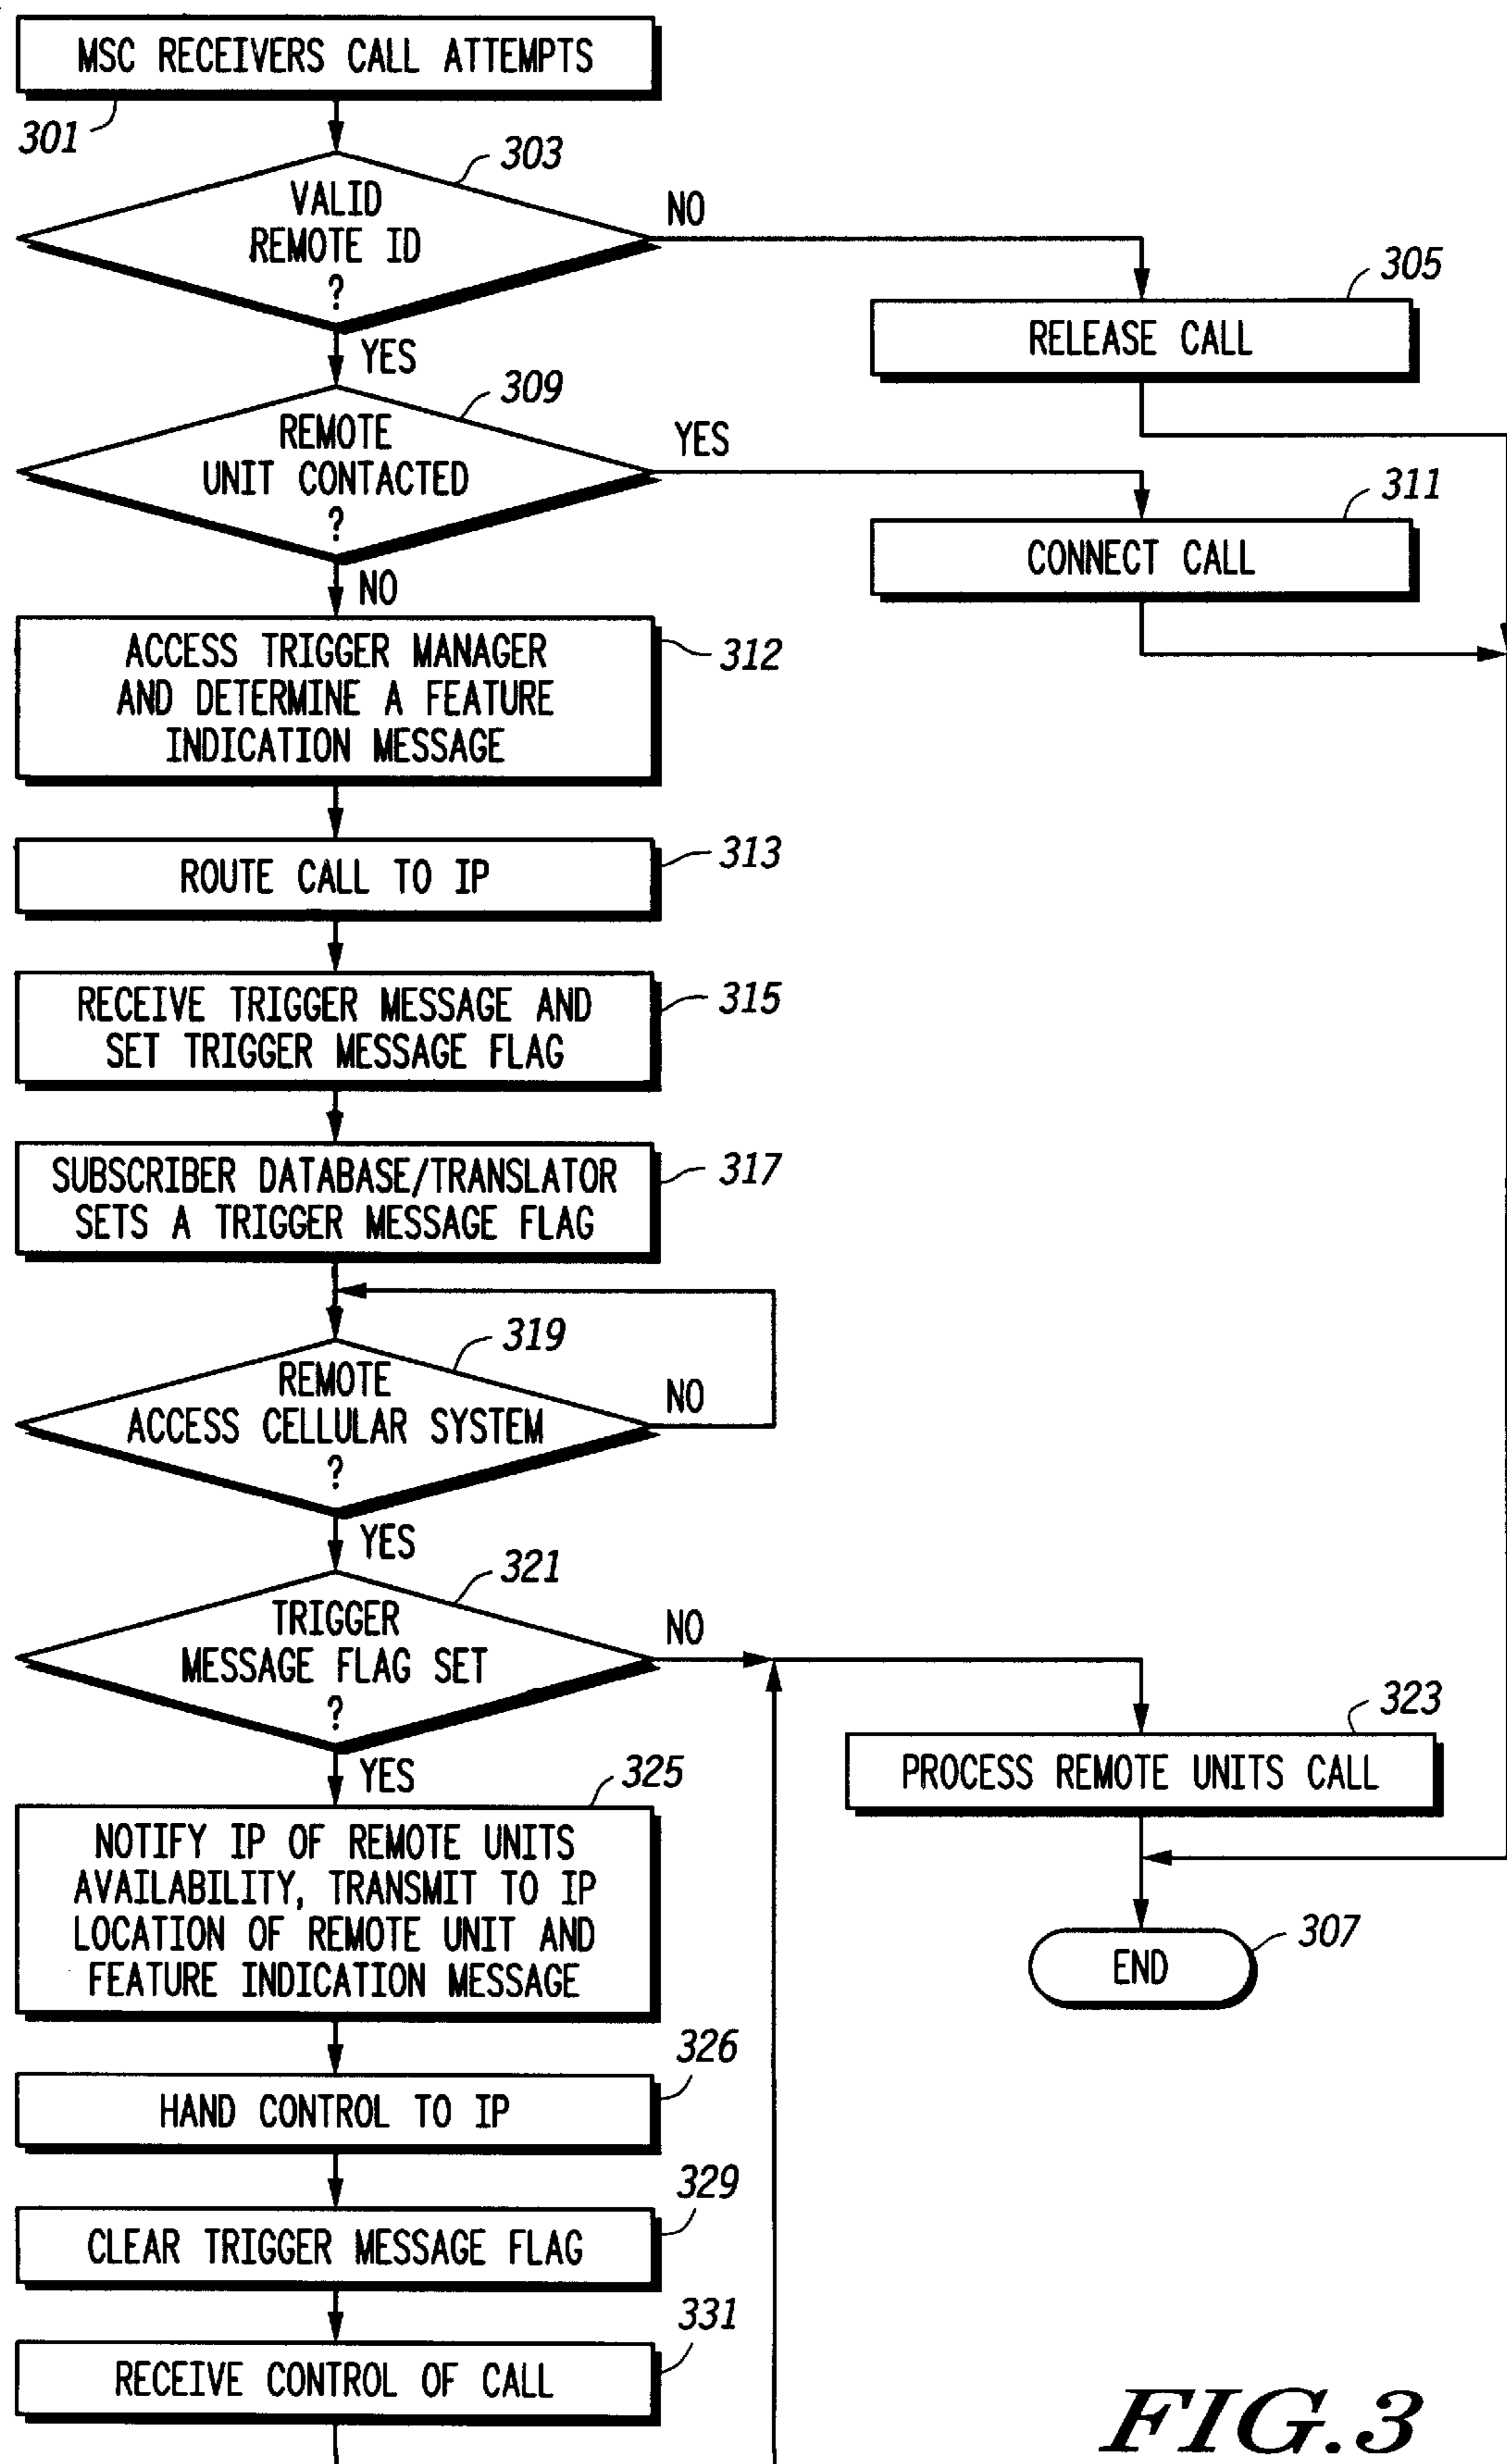 MSC RECEIVERS CALL ATTEMPTS
301
303
VALID
REMOTE ID
?
NO
305
RELEASE CALL
YES
309
REMOTE
UNIT CONTACTED
?
YES
311
CONNECT CALL
NO
ACCESS TRIGGER MANAGER
AND DETERMINE A FEATURE
INDICATION MESSAGE
312
ROUTE CALL TO IP
313
RECEIVE TRIGGER MESSAGE AND
SET TRIGGER MESSAGE FLAG
315
SUBSCRIBER DATABASE/TRANSLATOR
SETS A TRIGGER MESSAGE FLAG
317
319
REMOTE
ACCESS CELLULAR SYSTEM
?
NO
YES
321
TRIGGER
MESSAGE FLAG SET
?
NO
323
PROCESS REMOTE UNITS CALL
YES
325
NOTIFY IP OF REMOTE UNITS
AVAILABILITY, TRANSMIT TO IP
LOCATION OF REMOTE UNIT AND
FEATURE INDICATION MESSAGE
307
END
326
HAND CONTROL TO IP
329
CLEAR TRIGGER MESSAGE FLAG
331
RECEIVE CONTROL OF CALL
FIG.3